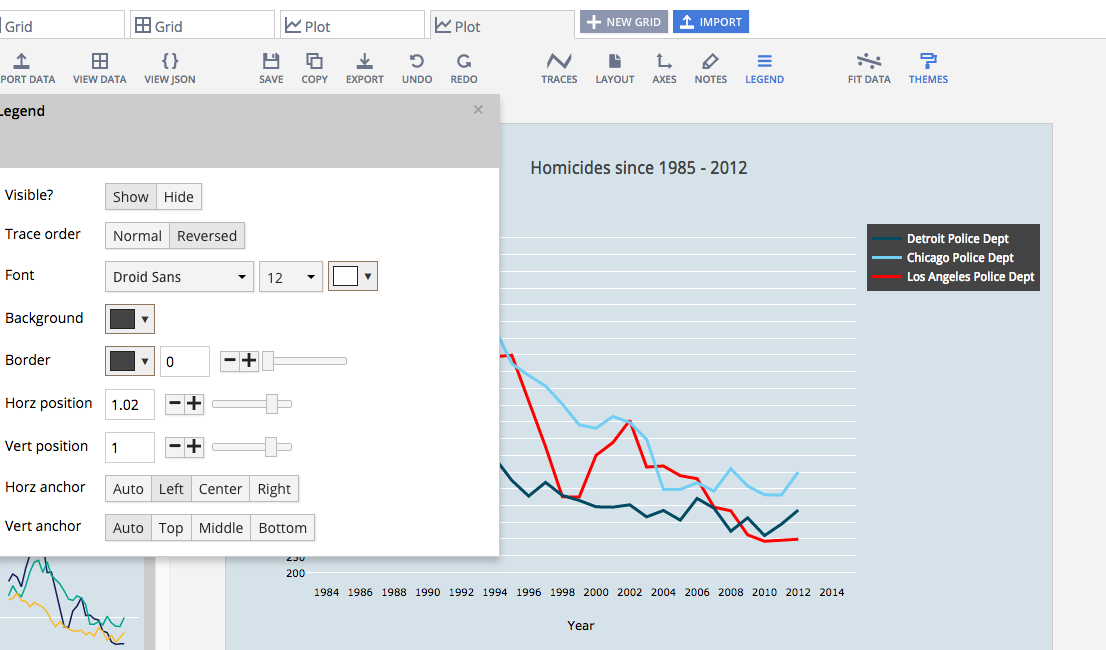 Grid
Grid
Plot
Plot
NEW GRID
IMPORT
PORT DATA
VIEW DATA
VIEW JSON
SAVE
COPY
EXPORT
UNDO
REDO
TRACES
LAYOUT
AXES
NOTES
LEGEND
FIT DATA
THEMES
Legend
Visible?
Show
Hide
Trace order
Normal
Reversed
Font
Droid Sans
12
Background
Border
0
Horz position
1.02
Vert position
1
Horz anchor
Auto
Left
Center
Right
Vert anchor
Auto
Top
Middle
Bottom
Homicides since 1985 - 2012
Detroit Police Dept
Chicago Police Dept
Los Angeles Police Dept
250
200
1984 1986 1988 1990 1992 1994 1996 1998 2000 2002 2004 2006 2008 2010 2012 2014
Year